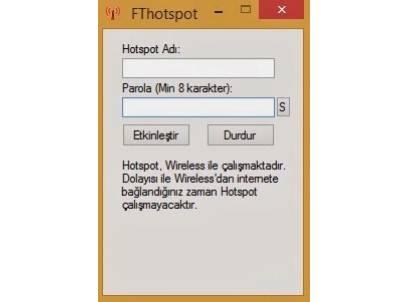 FThotspot
Hotspot Adı:
Parola (Min 8 karakter):
S
Etkinleştir Durdur
Hotspot, Wireless ile çalışmaktadır.
Dolayısı ile Wireless'dan internete
bağlandığınız zaman Hotspot
çalışmayacaktır.